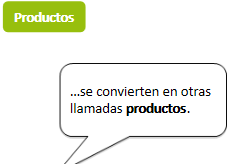 Productos
...se convierten en otras
llamadas productos.